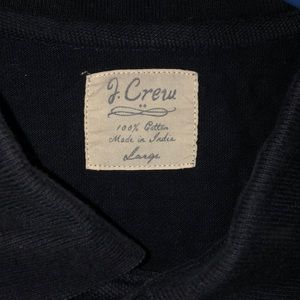 J. Crew
100% Cotton
Made in India
Large